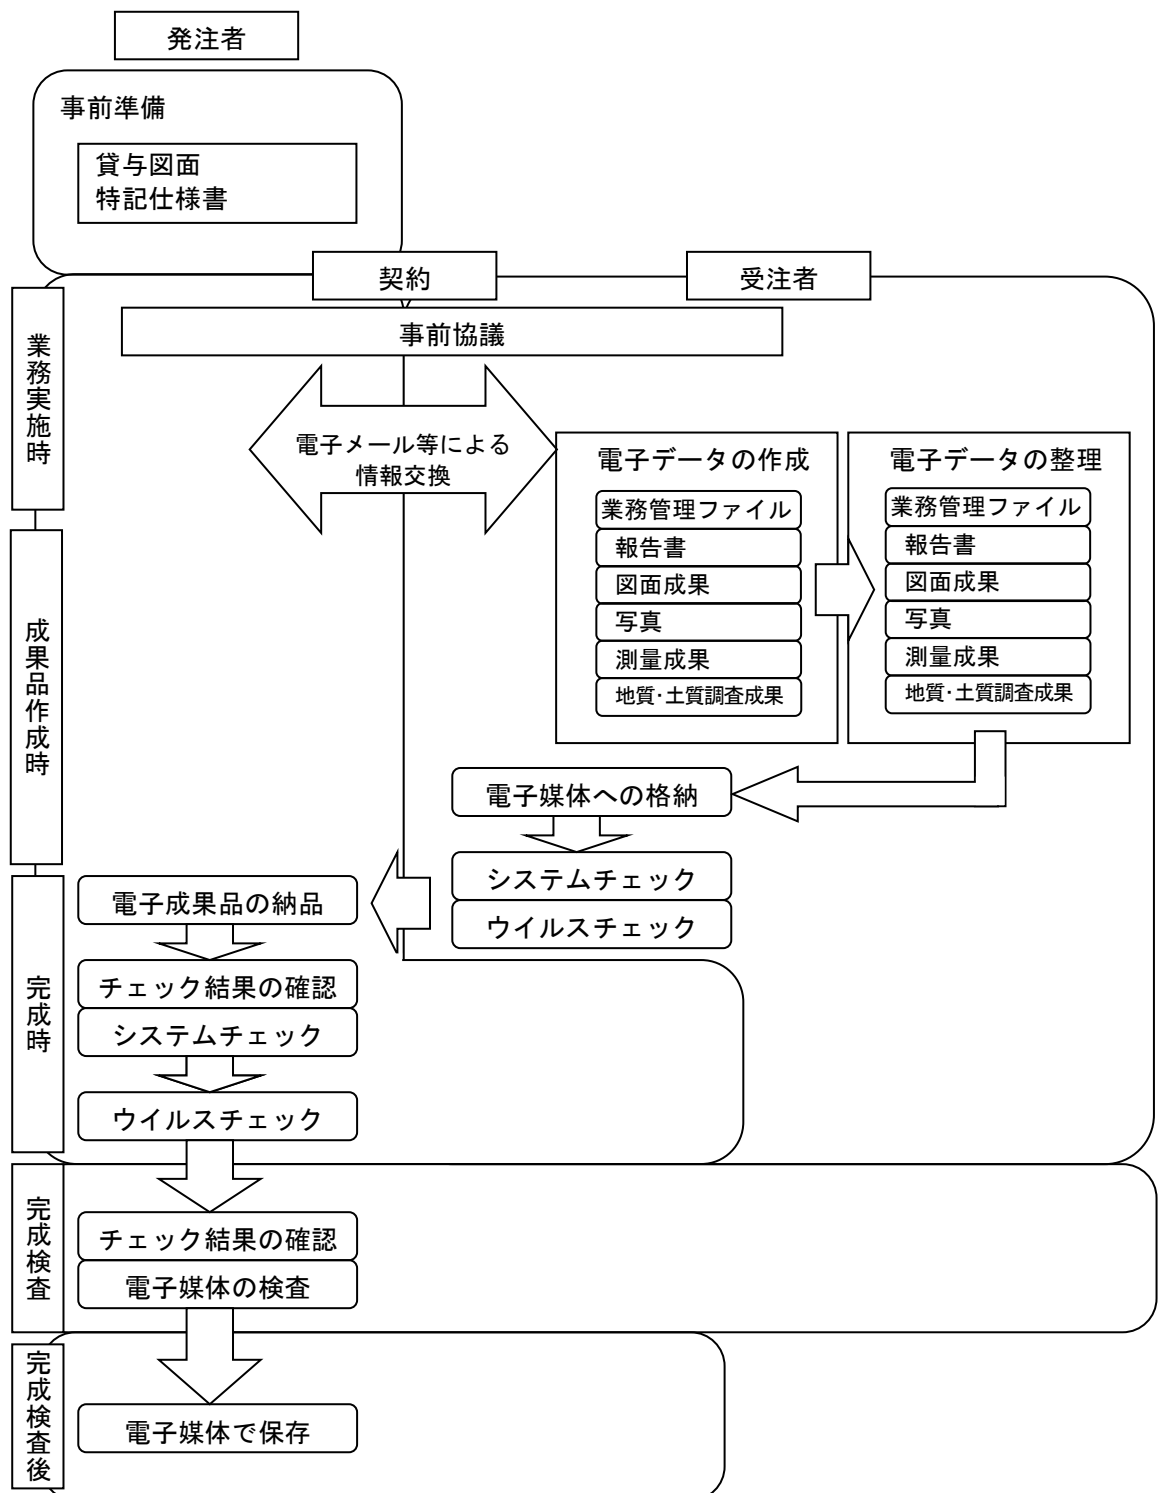 発注者
事前準備
貸与図面
特記仕様書
契約
受注者
事前協議
業務実施時
電子メール等による
情報交換
電子データの作成
業務管理ファイル
報告書
図面成果
写真
測量成果
地質･土質調査成果
電子データの整理
業務管理ファイル
報告書
図面成果
写真
測量成果
地質･土質調査成果
成果品作成時
電子媒体への格納
システムチェック
ウイルスチェック
完成時
電子成果品の納品
チェック結果の確認
システムチェック
ウイルスチェック
完成検査
チェック結果の確認
電子媒体の検査
完成検査後
電子媒体で保存